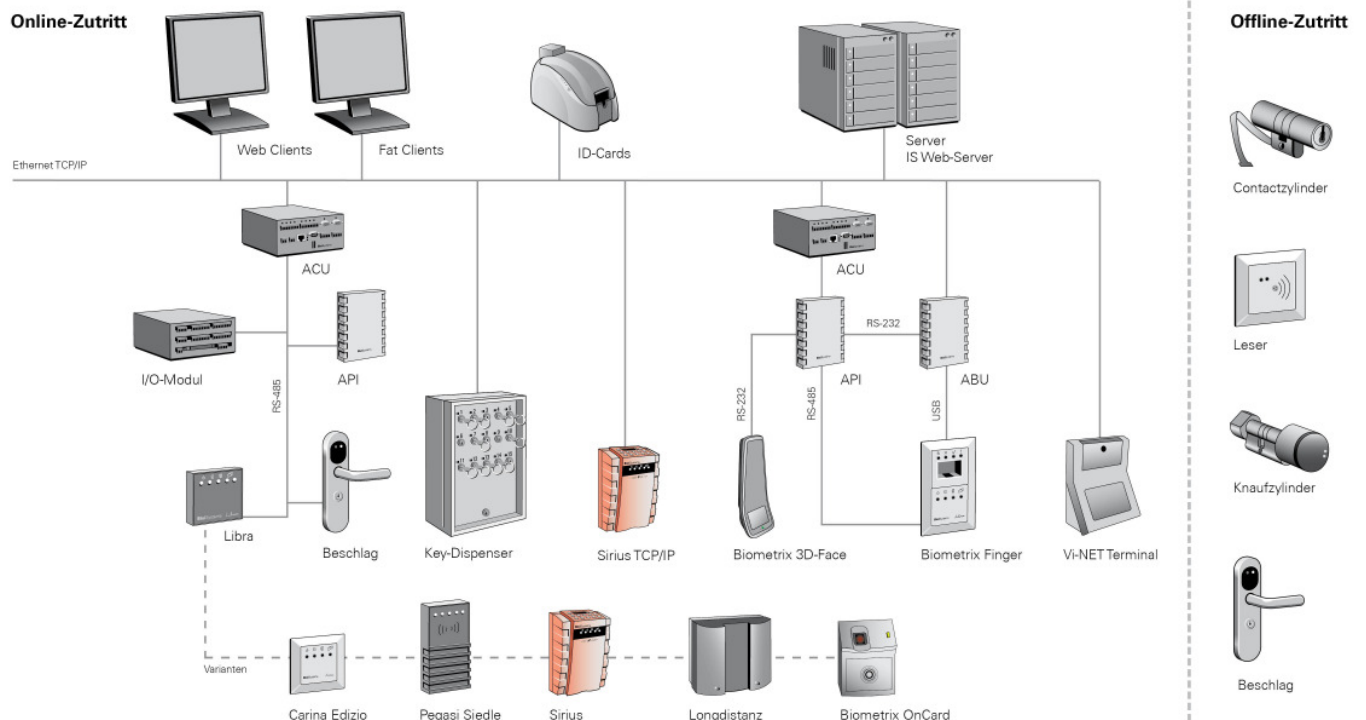 Online-Zutritt
Offline-Zutritt
Web Clients
Fat Clients
ID-Cards
Server
IS Web-Server
Ethernet TCP/IP
Contactzylinder
ACU
ACU
RS-232
I/O-Modul
API
RS-485
API
ABU
Leser
RS-232
RS-485
USB
Libra
Beschlag
Key-Dispenser
Sirius TCP/IP
Biometrix 3D-Face
Biometrix Finger
Vi-NET Terminal
Knaufzylinder
Varianten
Carina Edizio
Pegasi Siedle
Sirius
Longdistanz
Biometrix OnCard
Beschlag